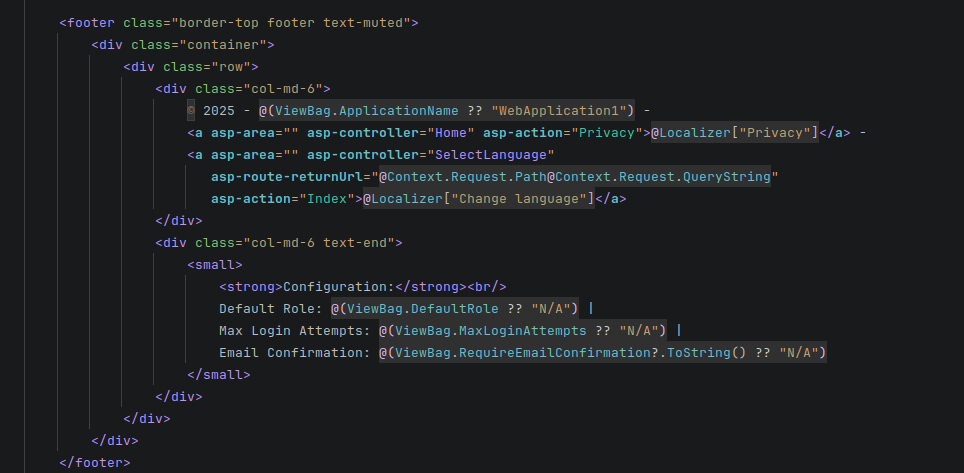 <footer class="border-top footer text-muted">
<div class="container">
<div class="row">
<div class="col-md-6">
© 2025 - @(ViewBag.ApplicationName ?? "WebApplication1") -
<a asp-area="" asp-controller="Home" asp-action="Privacy">@Localizer["Privacy"]</a> -
<a asp-area="" asp-controller="SelectLanguage"
asp-route-returnUrl="@Context.Request.Path@Context.Request.QueryString"
asp-action="Index">@Localizer["Change language"]</a>
</div>
<div class="col-md-6 text-end">
<small>
<strong>Configuration:</strong><br/>
Default Role: @(ViewBag.DefaultRole ?? "N/A") |
Max Login Attempts: @(ViewBag.MaxLoginAttempts ?? "N/A") |
Email Confirmation: @(ViewBag.RequireEmailConfirmation?.ToString() ?? "N/A")
</small>
</div>
</div>
</div>
</footer>